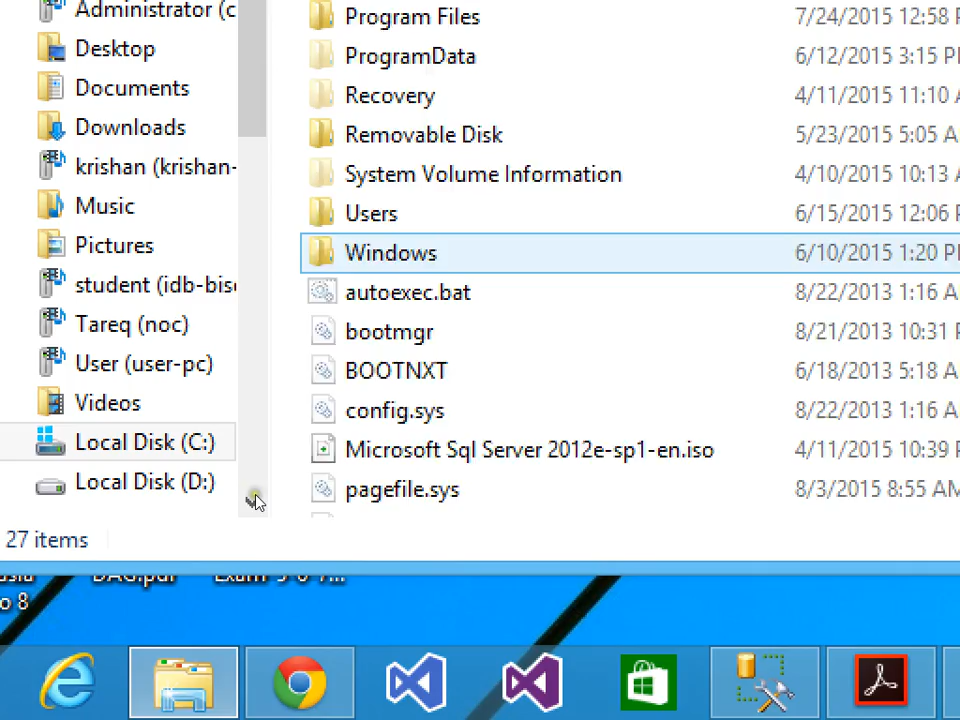 Administrator (c
Desktop
Documents
Downloads
krishan (krishan-
Music
Pictures
student (idb-bis
Tareq (noc)
User (user-pc)
Videos
Local Disk (C:)
Local Disk (D:)
Program Files 7/24/2015 12:58 P
ProgramData 6/12/2015 3:15 P
Recovery 4/11/2015 11:10 A
Removable Disk 5/23/2015 5:05 A
System Volume Information 4/10/2015 10:13 A
Users 6/15/2015 12:06 P
Windows 6/10/2015 1:20 P
autoexec.bat 8/22/2013 1:16 A
bootmgr 8/21/2013 10:31 P
BOOTNXT 6/18/2013 5:18 A
config.sys 8/22/2013 1:16 A
Microsoft Sql Server 2012e-sp1-en.iso 4/11/2015 10:39 P
pagefile.sys 8/3/2015 8:55 AM
27 items
DAG.pdf
o 8